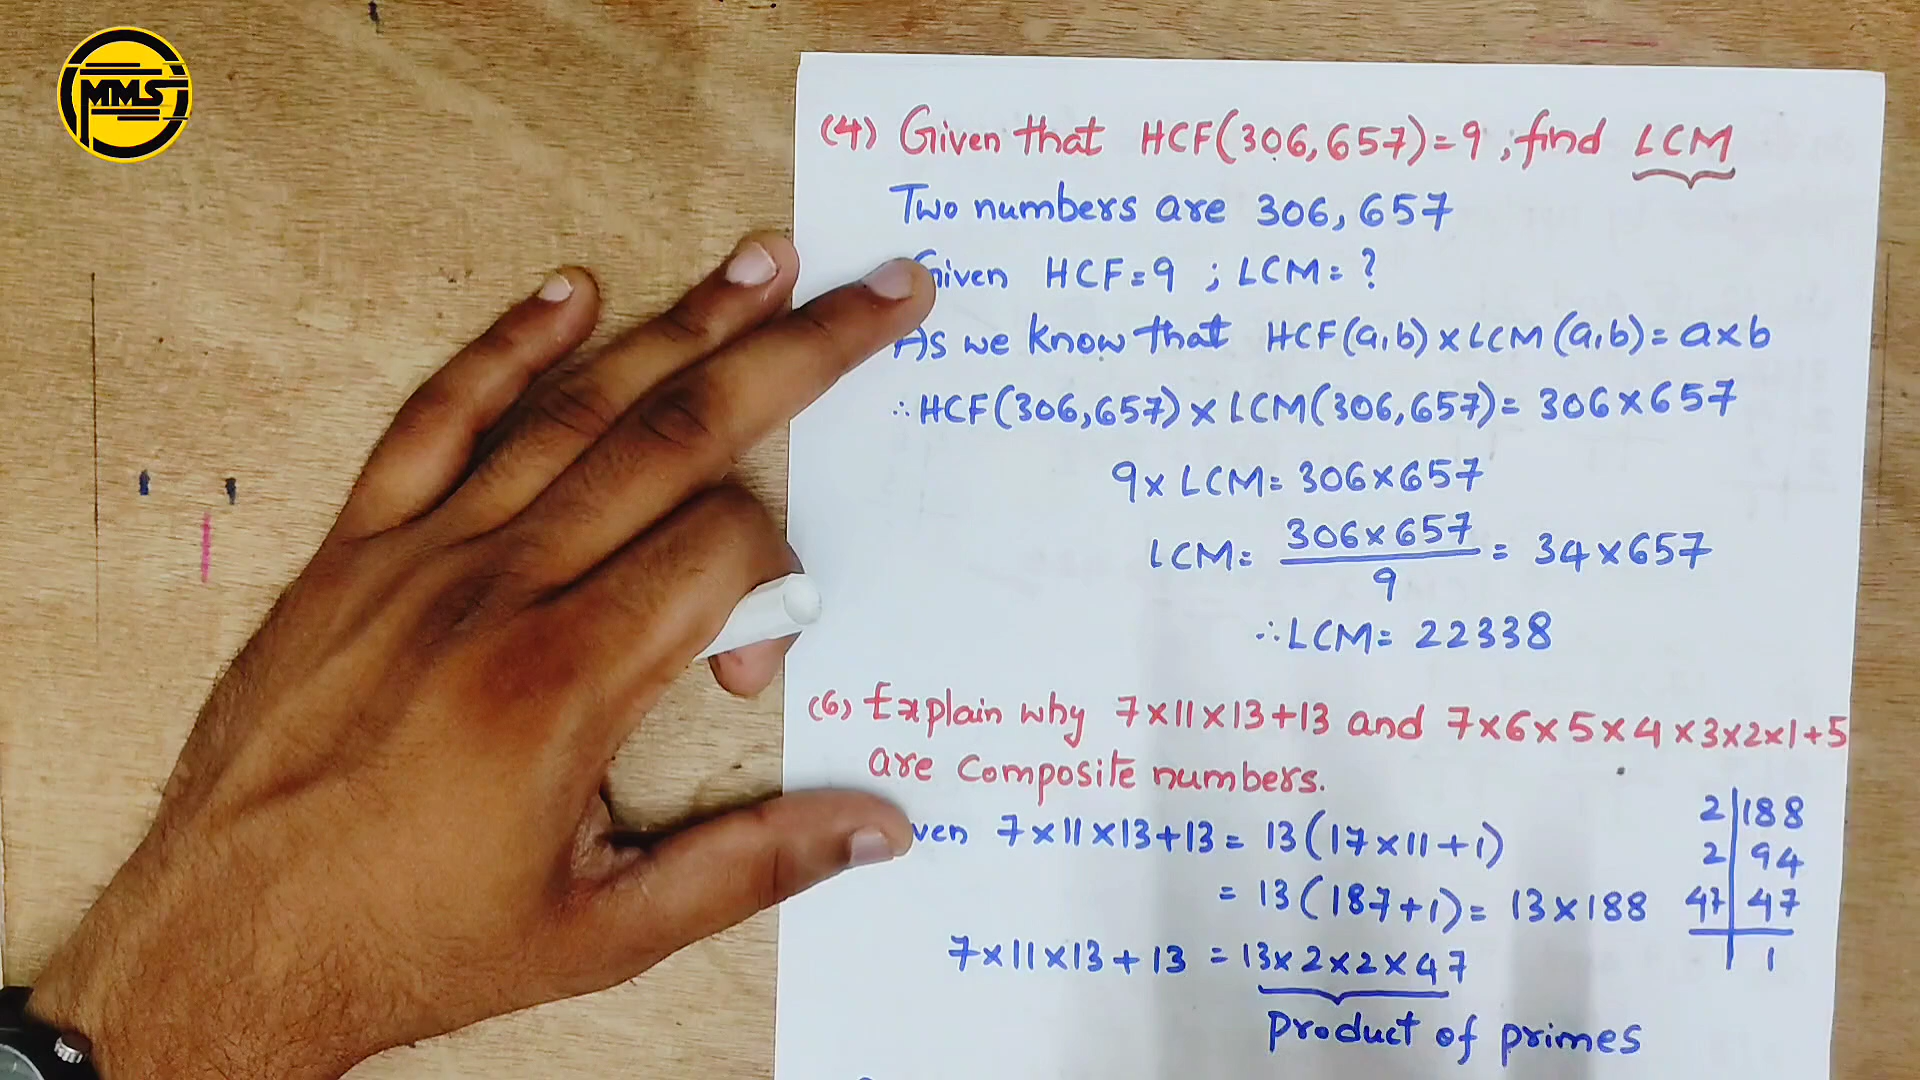 MMS
(4) Given that HCF(306,657)=9, find LCM
Two numbers are 306, 657
Given HCF=9 ; LCM= ?
As we know that HCF(a,b)×LCM(a,b)= a×b
∴HCF(306,657)×LCM(306,657)= 306×657
9×LCM= 306×657
LCM= 306×657 / 9 = 34×657
∴LCM= 22338
(6) Explain why 7×11×13+13 and 7×6×5×4×3×2×1+5
are composite numbers.
ven 7×11×13+13= 13(17×11+1)
= 13(187+1)= 13×188
7×11×13+13 = 13×2×2×47
product of primes
2|188
2|94
47|47
|1